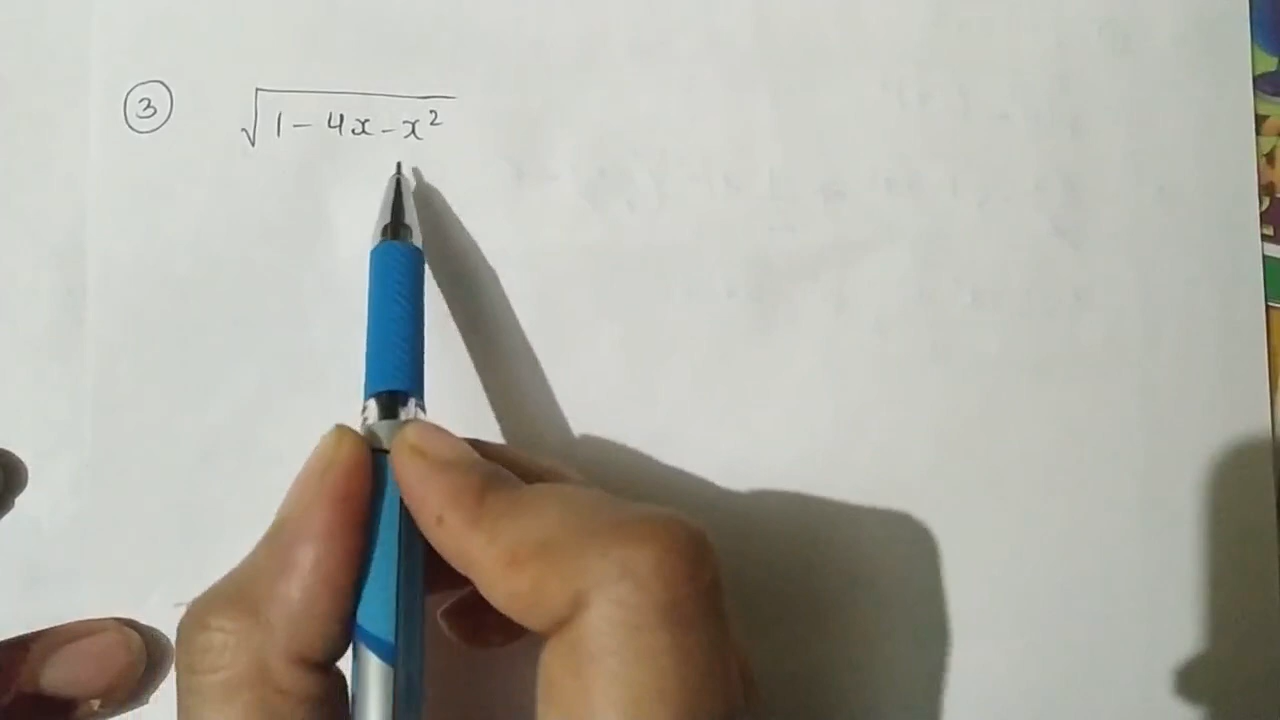 ③ √(1 - 4x - x²)